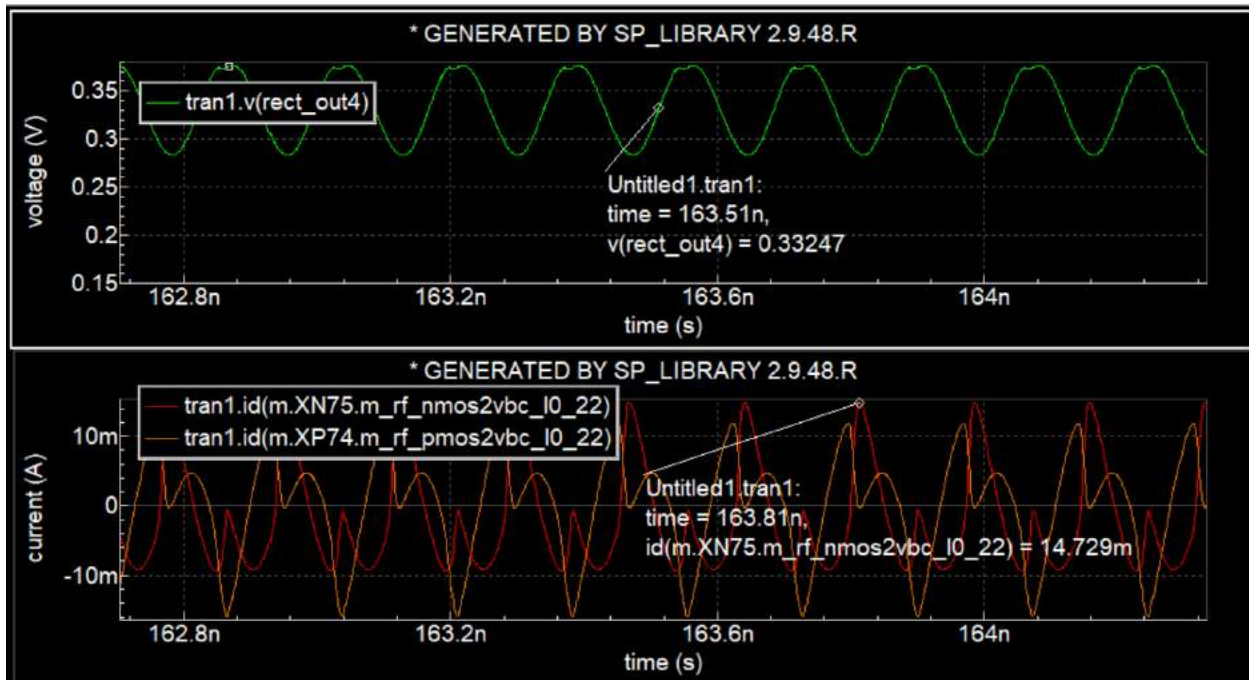 * GENERATED BY SP_LIBRARY 2.9.48.R
tran1.v(rect_out4)
voltage (V)
0.35
0.3
0.25
0.2
0.15
Untitled1.tran1:
time = 163.51n,
v(rect_out4) = 0.33247
162.8n 163.2n 163.6n 164n
time (s)
* GENERATED BY SP_LIBRARY 2.9.48.R
tran1.id(m.XN75.m_rf_nmos2vbc_l0_22)
tran1.id(m.XP74.m_rf_pmos2vbc_l0_22)
current (A)
10m
0
-10m
Untitled1.tran1:
time = 163.81n,
id(m.XN75.m_rf_nmos2vbc_l0_22) = 14.729m
162.8n 163.2n 163.6n 164n
time (s)